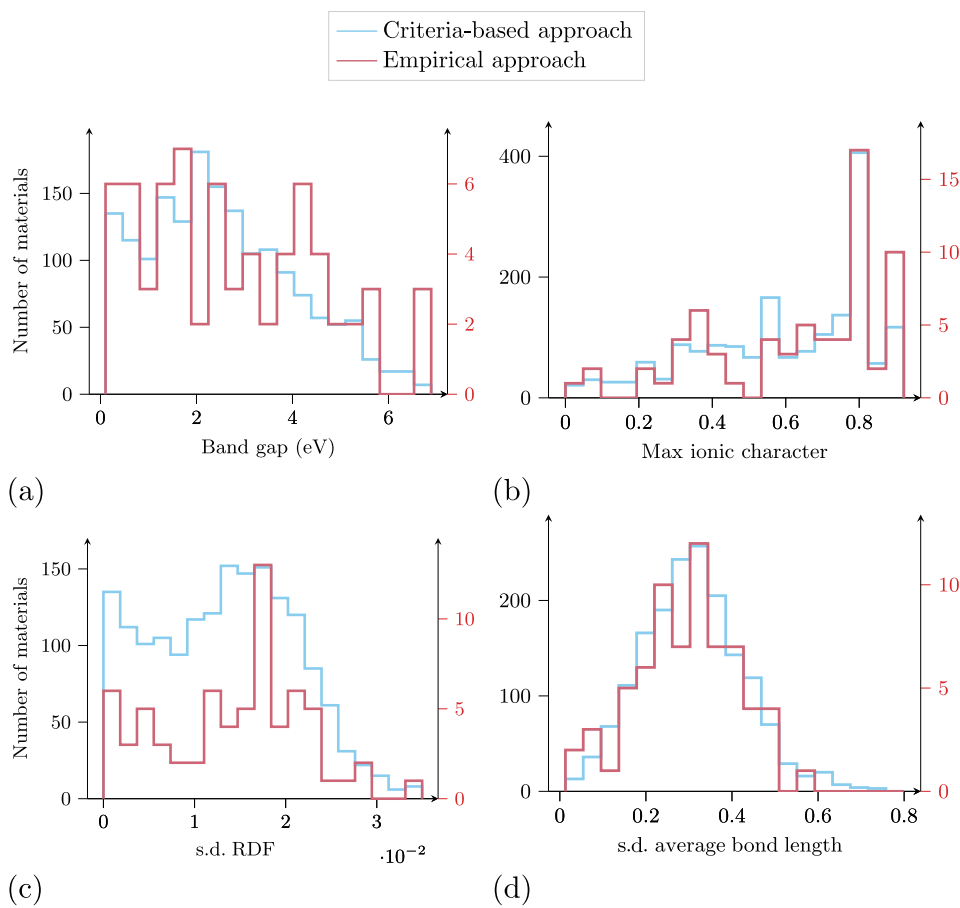 Criteria-based approach
Empirical approach
Number of materials
150
100
50
0
6
4
2
0
0 2 4 6
Band gap (eV)
(a)
400
200
0
15
10
5
0
0 0.2 0.4 0.6 0.8
Max ionic character
(b)
Number of materials
150
100
50
0
10
5
0
0 1 2 3
s.d. RDF
·10⁻²
(c)
200
100
0
10
5
0
0 0.2 0.4 0.6 0.8
s.d. average bond length
(d)